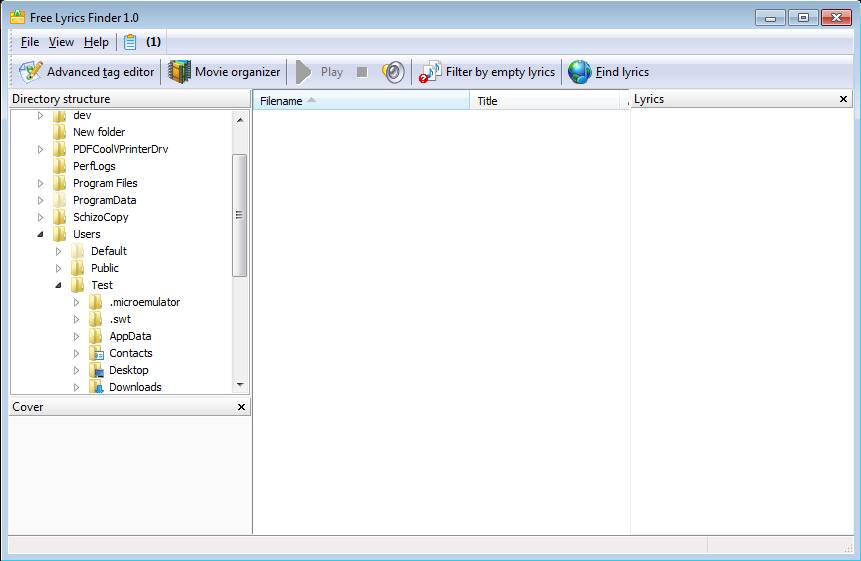 Free Lyrics Finder 1.0
File View Help (1)
Advanced tag editor Movie organizer Play Filter by empty lyrics Find lyrics
Directory structure
Filename Title
Lyrics
dev
New folder
PDFCoolVPrinterDrv
PerfLogs
Program Files
ProgramData
SchizoCopy
Users
Default
Public
Test
.microemulator
.swt
AppData
Contacts
Desktop
Downloads
Cover